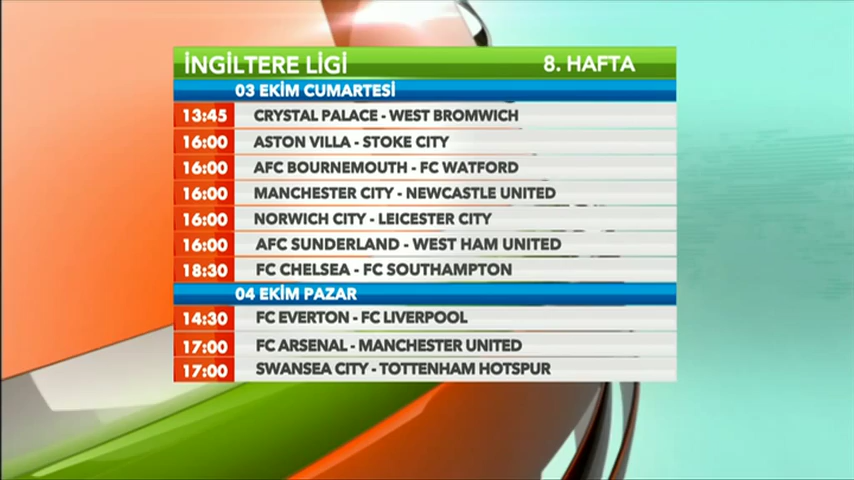 İNGİLTERE LİGİ 8. HAFTA
03 EKİM CUMARTESİ
13:45 CRYSTAL PALACE - WEST BROMWICH
16:00 ASTON VILLA - STOKE CITY
16:00 AFC BOURNEMOUTH - FC WATFORD
16:00 MANCHESTER CITY - NEWCASTLE UNITED
16:00 NORWICH CITY - LEICESTER CITY
16:00 AFC SUNDERLAND - WEST HAM UNITED
18:30 FC CHELSEA - FC SOUTHAMPTON
04 EKİM PAZAR
14:30 FC EVERTON - FC LIVERPOOL
17:00 FC ARSENAL - MANCHESTER UNITED
17:00 SWANSEA CITY - TOTTENHAM HOTSPUR